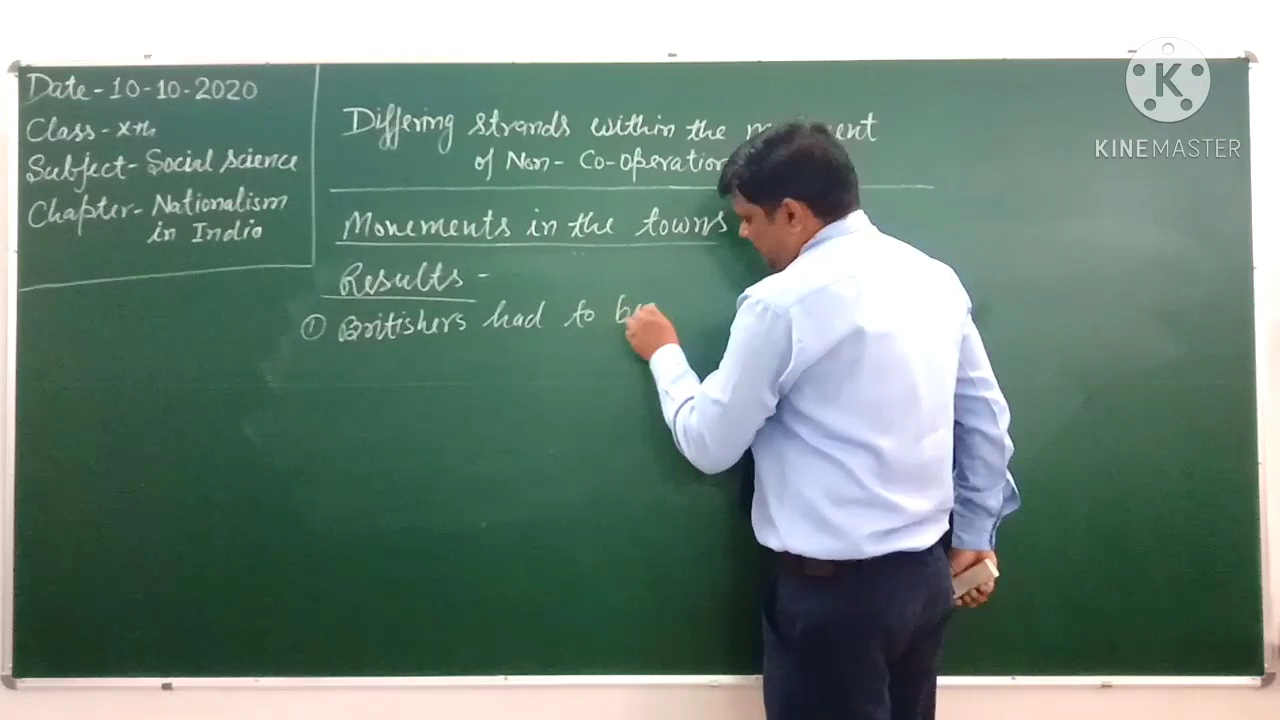 Date-10-10-2020
Class-Xth
Subject-Social science
Chapter-Nationalism
in India
Differing strands within the
of Non-Co-operation
Movements in the towns
Results -
① Britishers had to
K
KINEMASTER